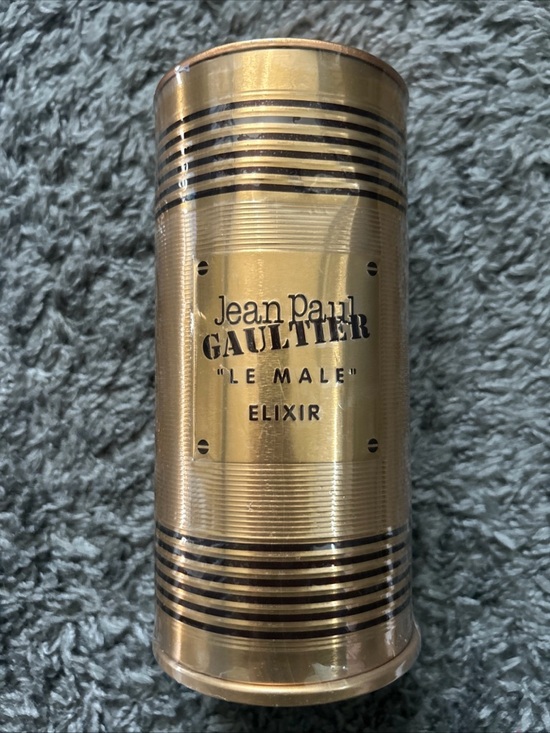 Jean Paul
GAULTIER
"LE MALE"
ELIXIR